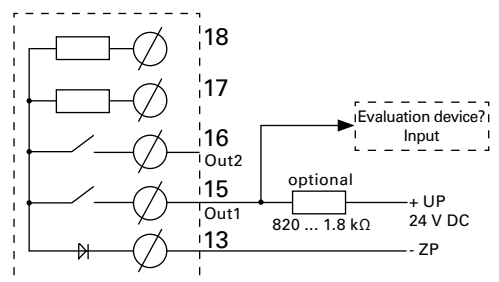 18
17
16
Out2
15
Out1
13
Evaluation device?
Input
optional
820 ... 1.8 kΩ
+ UP
24 V DC
- ZP